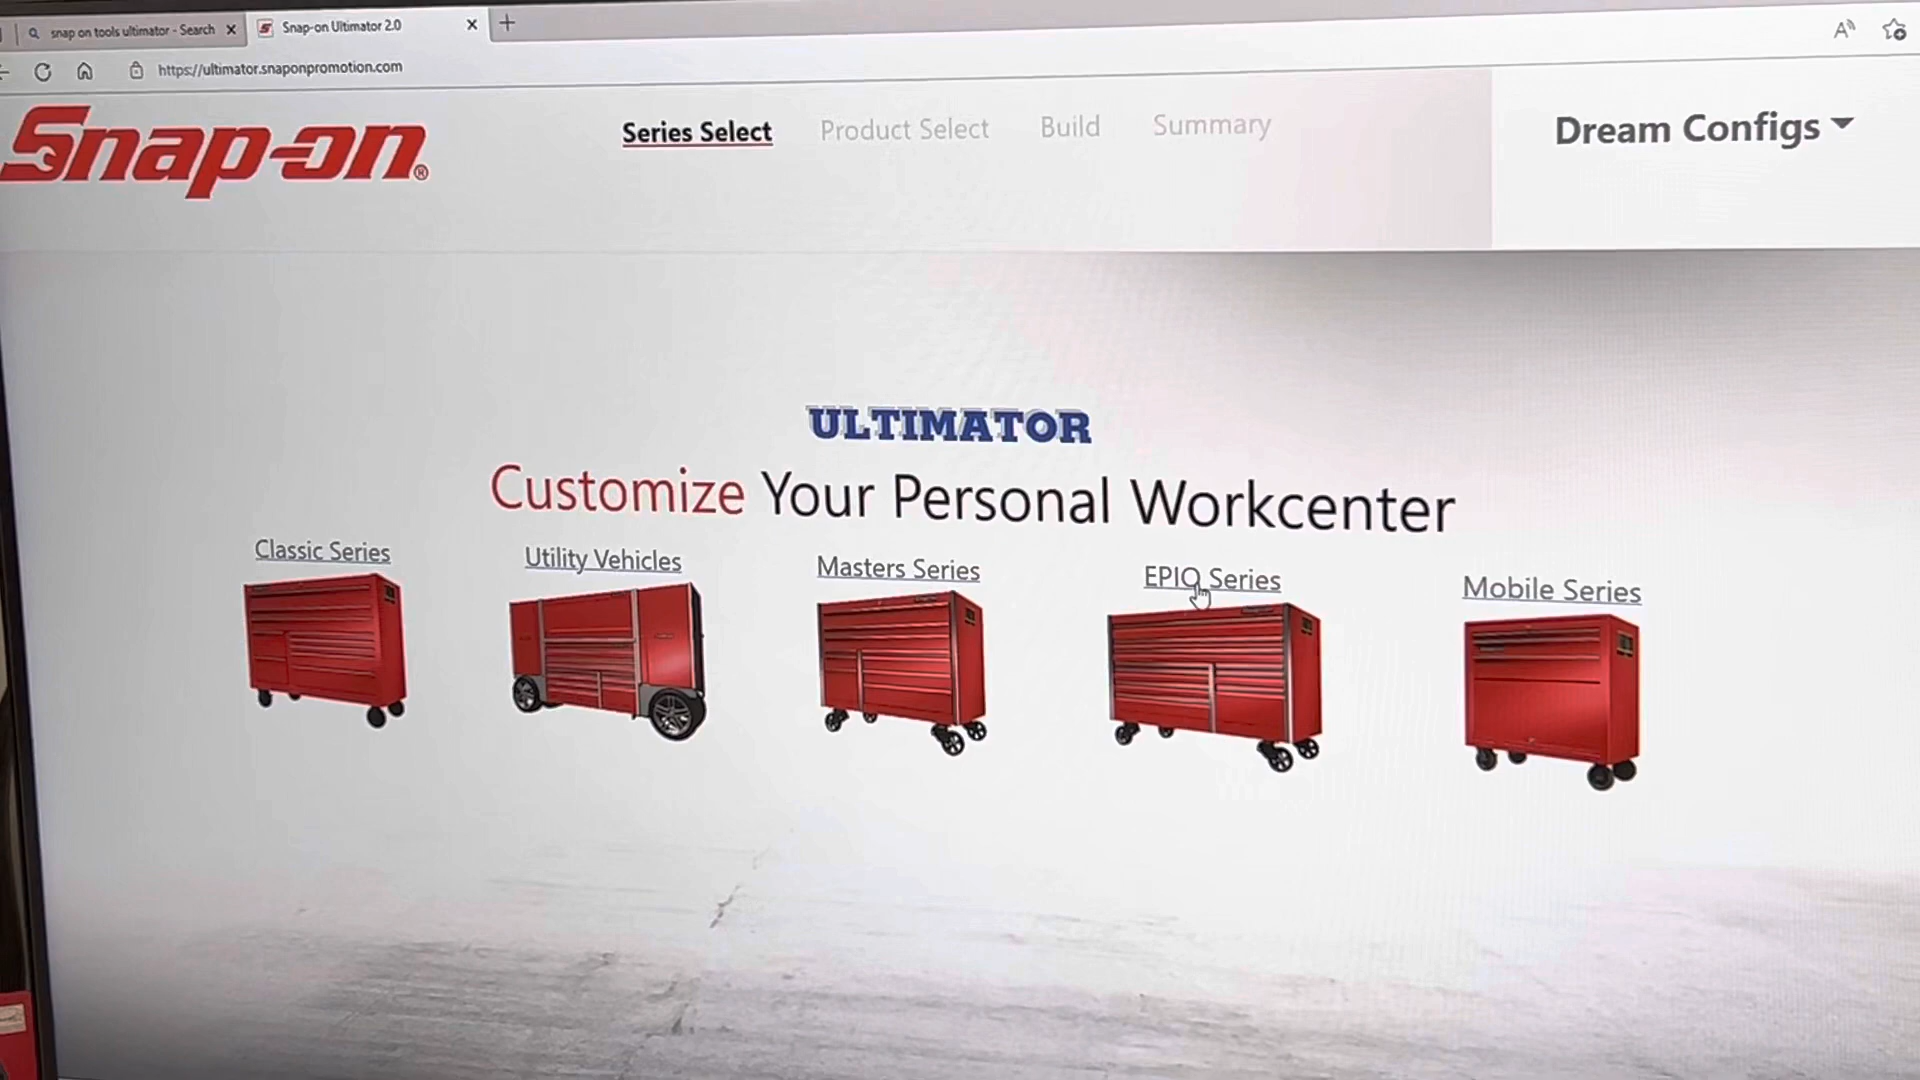 snap on tools ultimator - Search
Snap-on Ultimator 2.0
https://ultimator.snaponpromotion.com
Snap-on®
Series Select
Product Select
Build
Summary
Dream Configs
ULTIMATOR
Customize Your Personal Workcenter
Classic Series
Utility Vehicles
Masters Series
EPIQ Series
Mobile Series